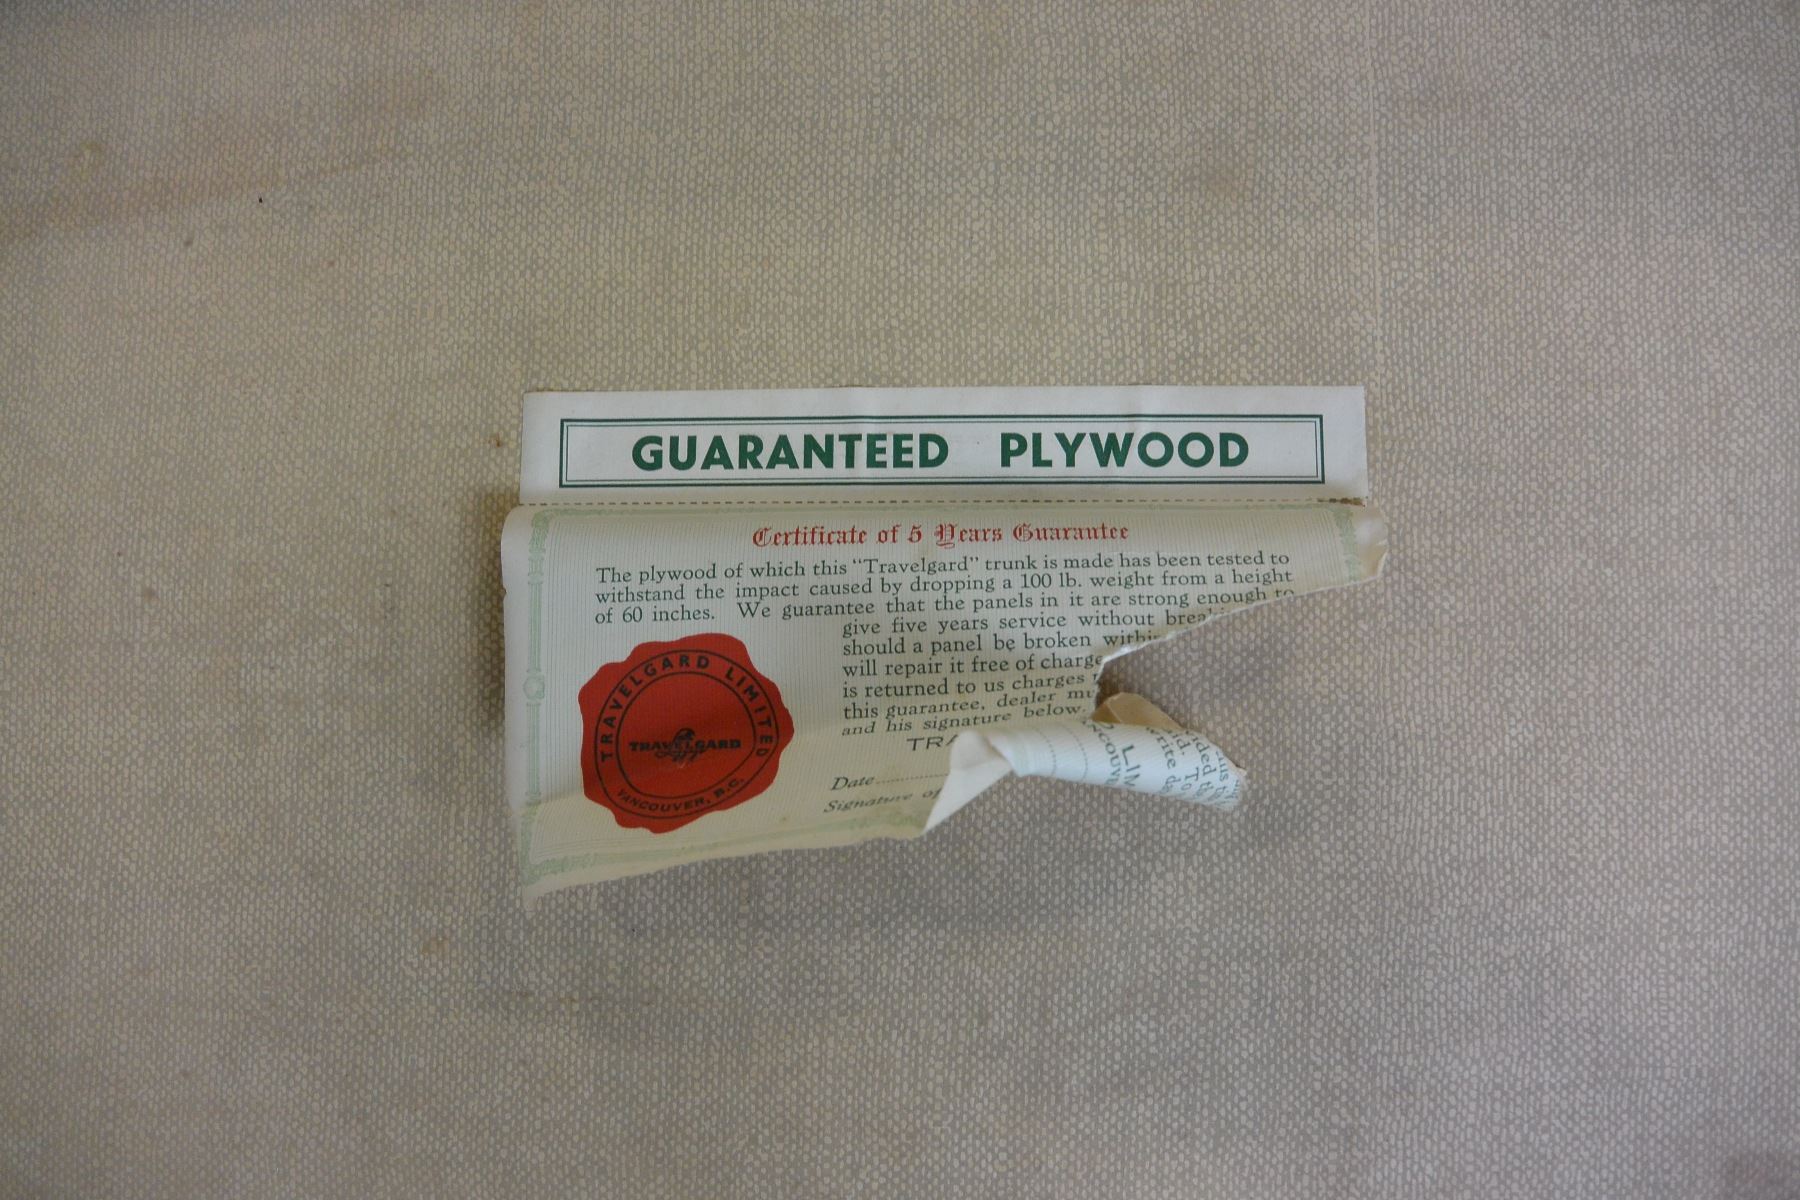 GUARANTEED PLYWOOD
Certificate of 5 Years Guarantee
The plywood of which this "Travelgard" trunk is made has been tested to
withstand the impact caused by dropping a 100 lb. weight from a height
of 60 inches. We guarantee that the panels in it are strong enough to
give five years service without
should a panel be broken
will repair it free of charge
is returned to us charges
this guarantee, dealer
and his signature below.
TRAVELGARD LIMITED
TRAVELGARD
VANCOUVER, B.C.
Date
Signature